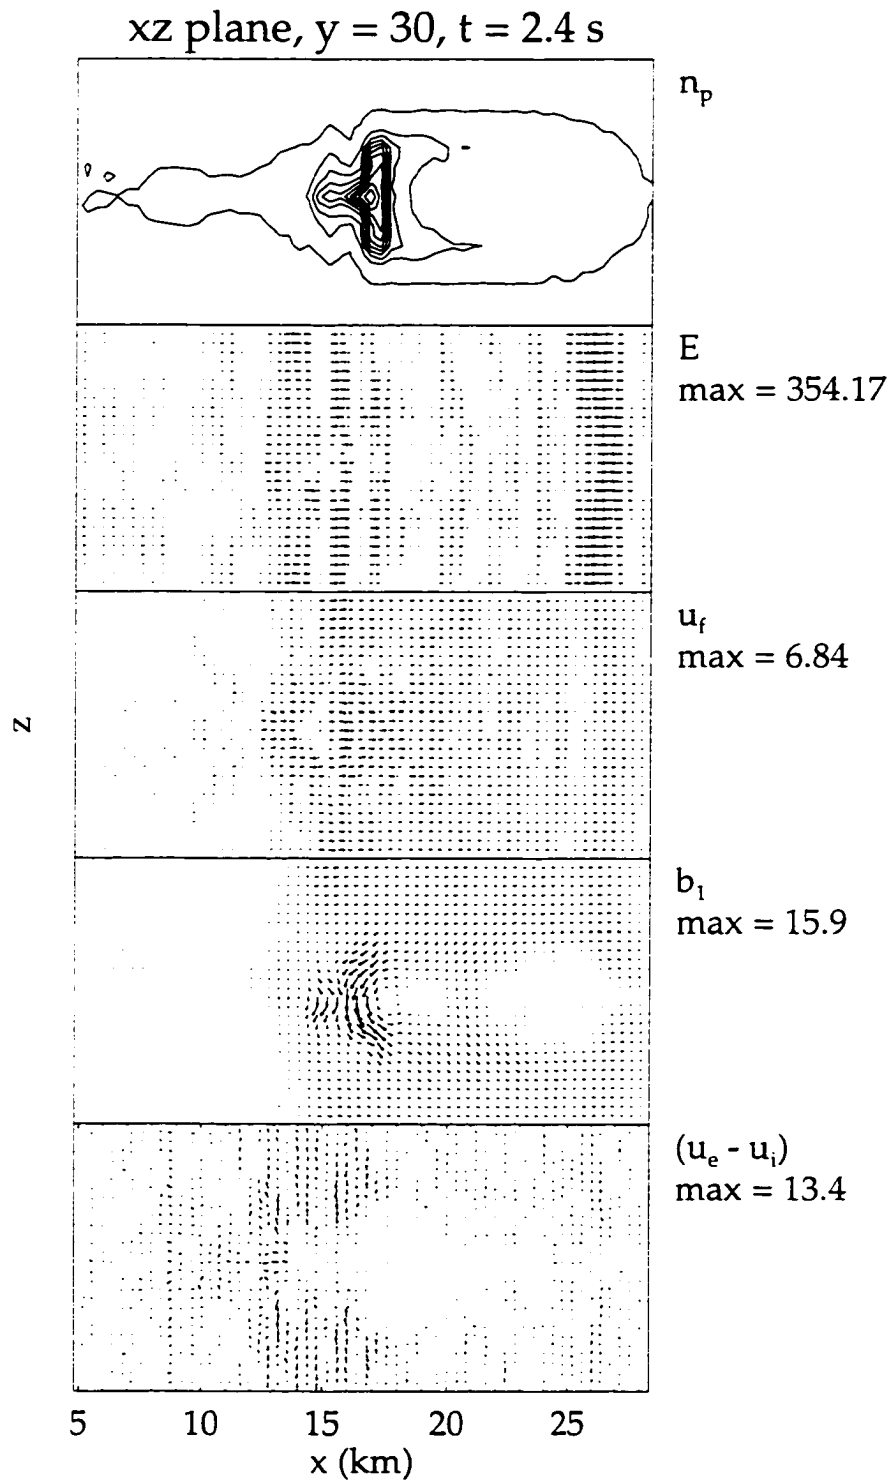 xz plane, y = 30, t = 2.4 s
n_p
E
max = 354.17
u_f
max = 6.84
z
b_1
max = 15.9
(u_e - u_i)
max = 13.4
5 10 15 20 25
x (km)